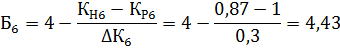 Б₆ = 4 − (К_Н6 − К_Р6)/ΔК₆ = 4 − (0,87 − 1)/0,3 = 4,43